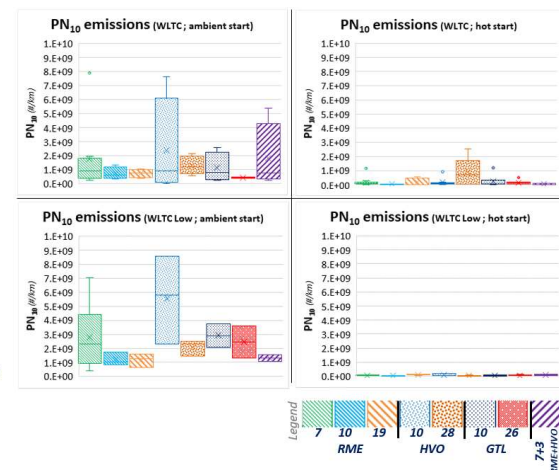 PN10 emissions (WLTC ; ambient start)
1.E+10
9.E+09
8.E+09
7.E+09
6.E+09
5.E+09
4.E+09
3.E+09
2.E+09
1.E+09
0.E+00
PN10 (#/km)
PN10 emissions (WLTC ; hot start)
1.E+10
9.E+09
8.E+09
7.E+09
6.E+09
5.E+09
4.E+09
3.E+09
2.E+09
1.E+09
0.E+00
PN10 (#/km)
PN10 emissions (WLTC Low ; ambient start)
1.E+10
9.E+09
8.E+09
7.E+09
6.E+09
5.E+09
4.E+09
3.E+09
2.E+09
1.E+09
0.E+00
PN10 (#/km)
PN10 emissions (WLTC Low ; hot start)
1.E+10
9.E+09
8.E+09
7.E+09
6.E+09
5.E+09
4.E+09
3.E+09
2.E+09
1.E+09
0.E+00
PN10 (#/km)
Legend
7 10 19 10 28 10 26 7+3
RME HVO GTL RME+HVO